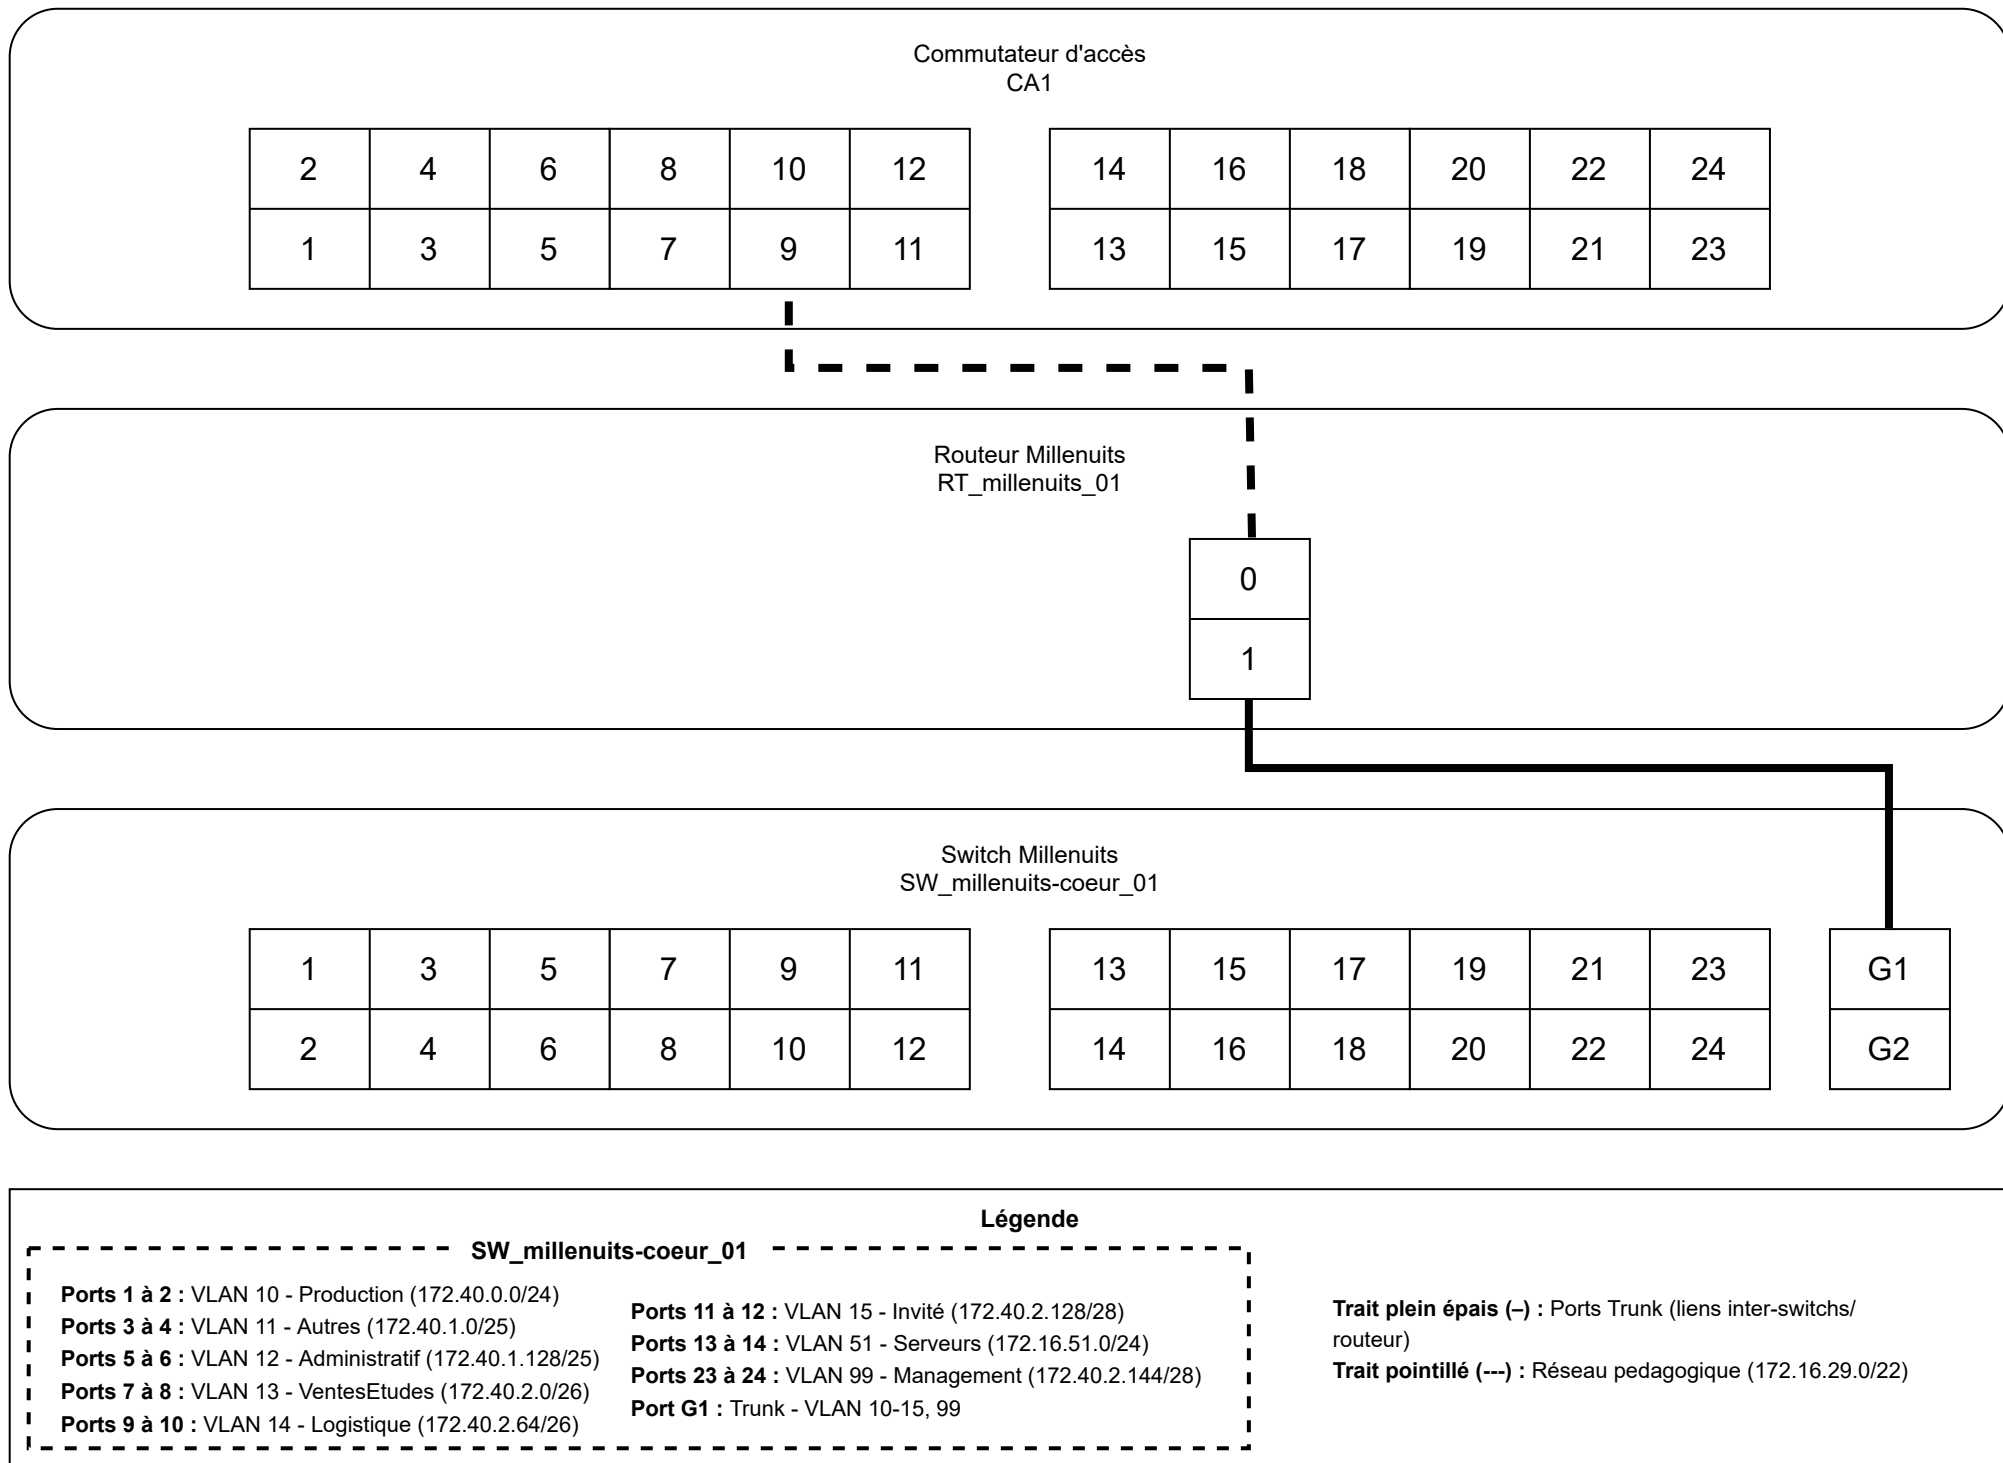 Commutateur d'accès
CA1
2 4 6 8 10 12 14 16 18 20 22 24
1 3 5 7 9 11 13 15 17 19 21 23
Routeur Millenuits
RT_millenuits_01
0
1
Switch Millenuits
SW_millenuits-coeur_01
1 3 5 7 9 11 13 15 17 19 21 23 G1
2 4 6 8 10 12 14 16 18 20 22 24 G2
Légende
SW_millenuits-coeur_01
Ports 1 à 2 : VLAN 10 - Production (172.40.0.0/24)
Ports 3 à 4 : VLAN 11 - Autres (172.40.1.0/25)
Ports 5 à 6 : VLAN 12 - Administratif (172.40.1.128/25)
Ports 7 à 8 : VLAN 13 - VentesEtudes (172.40.2.0/26)
Ports 9 à 10 : VLAN 14 - Logistique (172.40.2.64/26)
Ports 11 à 12 : VLAN 15 - Invité (172.40.2.128/28)
Ports 13 à 14 : VLAN 51 - Serveurs (172.16.51.0/24)
Ports 23 à 24 : VLAN 99 - Management (172.40.2.144/28)
Port G1 : Trunk - VLAN 10-15, 99
Trait plein épais (–) : Ports Trunk (liens inter-switchs/
routeur)
Trait pointillé (---) : Réseau pedagogique (172.16.29.0/22)